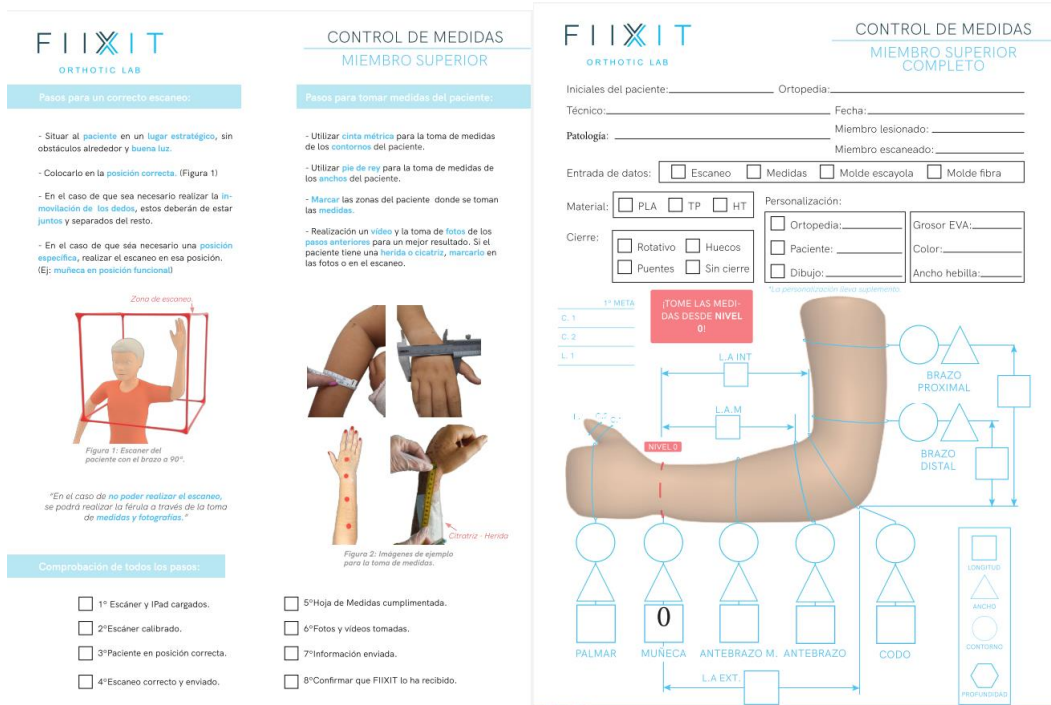 FIIXIT
ORTHOTIC LAB
CONTROL DE MEDIDAS
MIEMBRO SUPERIOR
Pasos para un correcto escaneo:
- Situar al paciente en un lugar estratégico, sin
obstáculos alrededor y buena luz.
- Colocarlo en la posición correcta. (Figura 1)
- En el caso de que sea necesario realizar la in-
movilación de los dedos, estos deberán de estar
juntos y separados del resto.
- En el caso de que séa necesario una posición
específica, realizar el escaneo en esa posición.
(Ej: muñeca en posición funcional)
Zona de escaneo
Figura 1: Escaner del
paciente con el brazo a 90º.
"En el caso de no poder realizar el escaneo,
se podrá realizar la férula a través de la toma
de medidas y fotografías."
Pasos para tomar medidas del paciente:
- Utilizar cinta métrica para la toma de medidas
de los contornos del paciente.
- Utilizar pie de rey para la toma de medidas de
los anchos del paciente.
- Marcar las zonas del paciente donde se toman
las medidas.
- Realización un vídeo y la toma de fotos de los
pasos anteriores para un mejor resultado. Si el
paciente tiene una herida o cicatriz, marcarlo en
las fotos o en el escaneo.
Citratriz - Herida
Figura 2: Imágenes de ejemplo
para la toma de medidas.
Comprobación de todos los pasos:
1º Escáner y IPad cargados.
2ºEscáner calibrado.
3ºPaciente en posición correcta.
4ºEscaneo correcto y enviado.
5ºHoja de Medidas cumplimentada.
6ºFotos y vídeos tomadas.
7ºInformación enviada.
8ºConfirmar que FIIXIT lo ha recibido.
FIIXIT
ORTHOTIC LAB
CONTROL DE MEDIDAS
MIEMBRO SUPERIOR
COMPLETO
Iniciales del paciente: Ortopedia:
Técnico: Fecha:
Patología: Miembro lesionado:
Miembro escaneado:
Entrada de datos: Escaneo Medidas Molde escayola Molde fibra
Material: PLA TP HT
Cierre:
Rotativo Huecos
Puentes Sin cierre
Personalización:
Ortopedia: Grosor EVA:
Paciente: Color:
Dibujo: Ancho hebilla:
*La personalización lleva suplemento.
1º META
C. 1
C. 2
L. 1
¡TOME LAS MEDI-
DAS DESDE NIVEL
0!
L.A INT
L.A.M
NIVEL 0
BRAZO
PROXIMAL
BRAZO
DISTAL
0
PALMAR MUÑECA ANTEBRAZO M. ANTEBRAZO CODO
L.A EXT.
LONGITUD
ANCHO
CONTORNO
PROFUNDIDAD